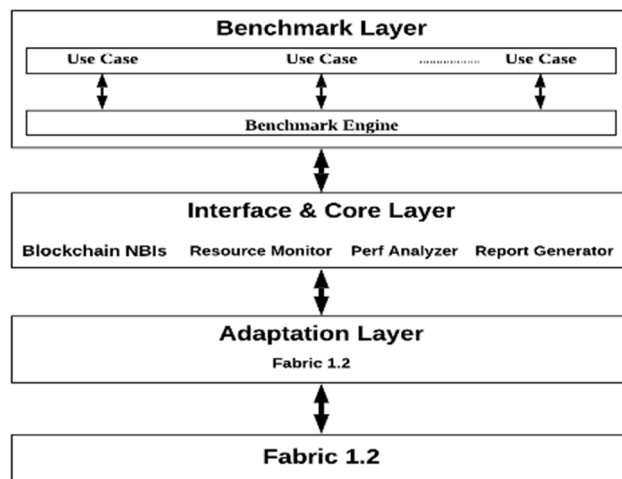 Benchmark Layer
Use Case Use Case .................. Use Case
Benchmark Engine
Interface & Core Layer
Blockchain NBIs Resource Monitor Perf Analyzer Report Generator
Adaptation Layer
Fabric 1.2
Fabric 1.2